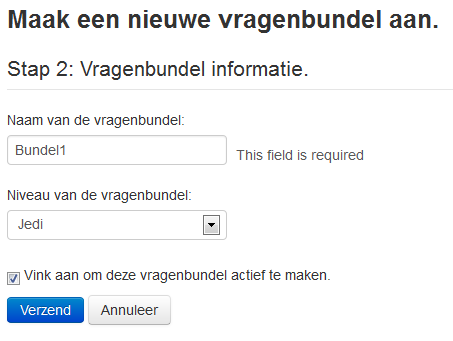 Maak een nieuwe vragenbundel aan.
Stap 2: Vragenbundel informatie.
Naam van de vragenbundel:
Bundel1 This field is required
Niveau van de vragenbundel:
Jedi
Vink aan om deze vragenbundel actief te maken.
Verzend Annuleer